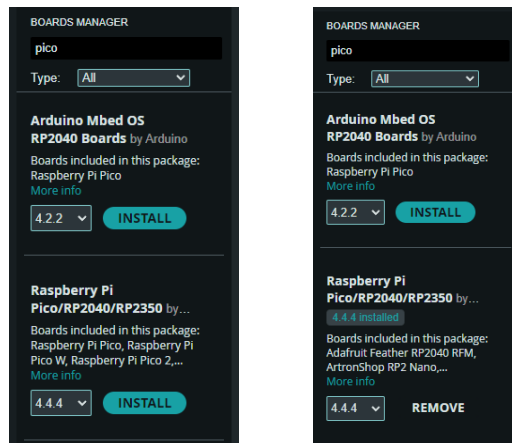 BOARDS MANAGER
pico
Type: All
Arduino Mbed OS
RP2040 Boards by Arduino
Boards included in this package:
Raspberry Pi Pico
More info
4.2.2 INSTALL
Raspberry Pi
Pico/RP2040/RP2350 by...
Boards included in this package:
Raspberry Pi Pico, Raspberry Pi
Pico W, Raspberry Pi Pico 2,...
More info
4.4.4 INSTALL
BOARDS MANAGER
pico
Type: All
Arduino Mbed OS
RP2040 Boards by Arduino
Boards included in this package:
Raspberry Pi Pico
More info
4.2.2 INSTALL
Raspberry Pi
Pico/RP2040/RP2350 by...
4.4.4 installed
Boards included in this package:
Adafruit Feather RP2040 RFM,
ArtronShop RP2 Nano,...
More info
4.4.4 REMOVE